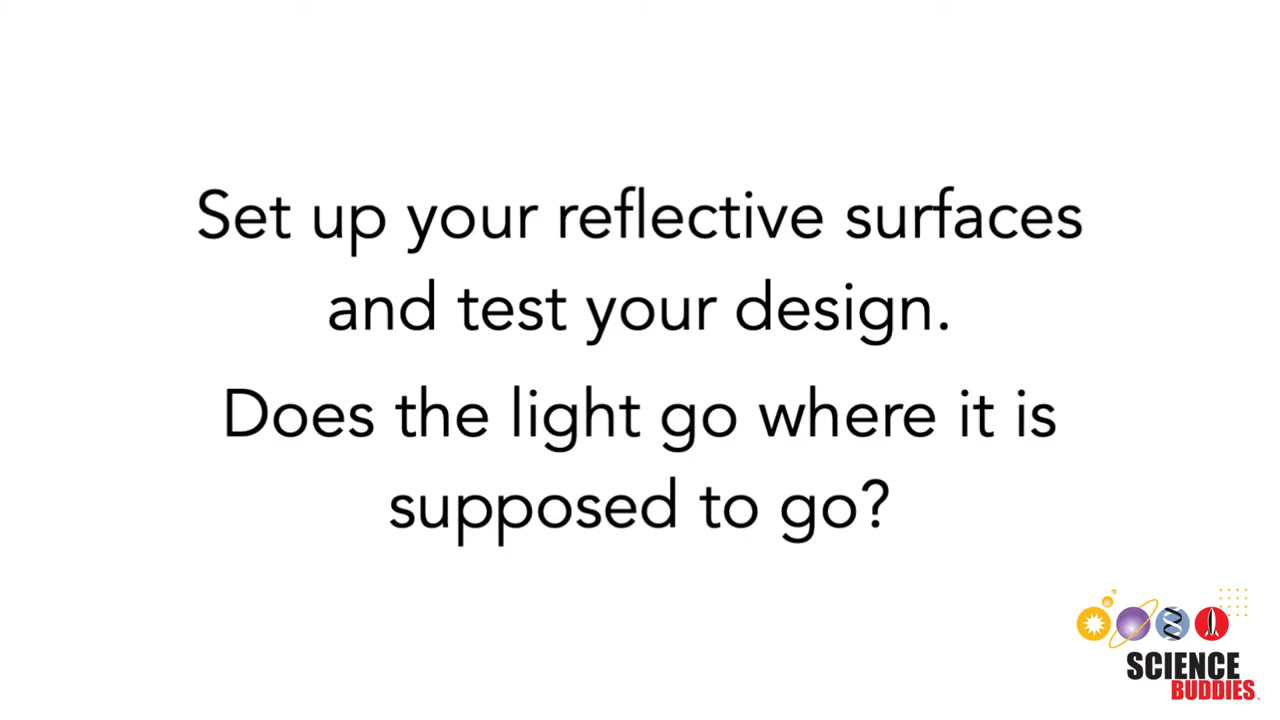 Set up your reflective surfaces
and test your design.
Does the light go where it is
supposed to go?
SCIENCE
BUDDIES